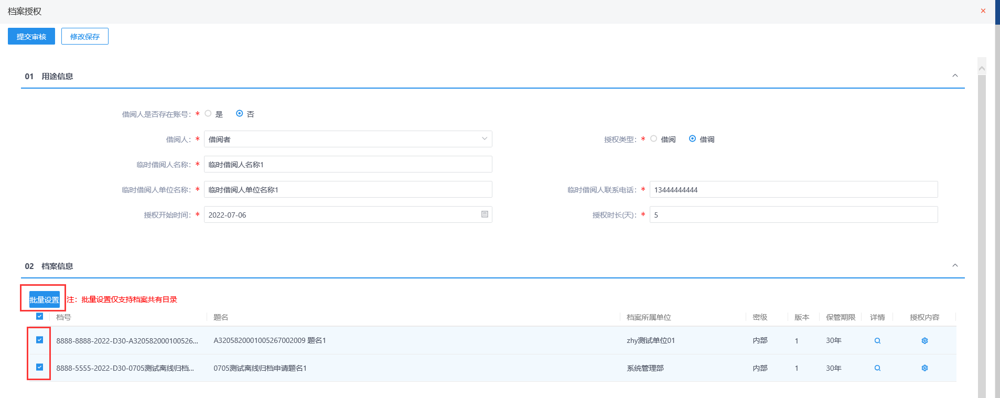 档案授权
提交审核 修改保存
01 用途信息
借阅人是否存在账号：* 是 否
借阅人：* 借阅者 授权类型：* 借阅 借调
临时借阅人名称：* 临时借阅人名称1
临时借阅人单位名称：* 临时借阅人单位名称1 临时借阅人联系电话：* 13444444444
授权开始时间：* 2022-07-06 授权时长(天)：* 5
02 档案信息
批量设置 注：批量设置仅支持档案共有目录
档号 题名 档案所属单位 密级 版本 保管期限 详情 授权内容
8888-8888-2022-D30-A320582000100526... A3205820001005267002009 题名1 zhy测试单位01 内部 1 30年
8888-5555-2022-D30-0705测试离线归档... 0705测试离线归档申请题名1 系统管理部 内部 1 30年